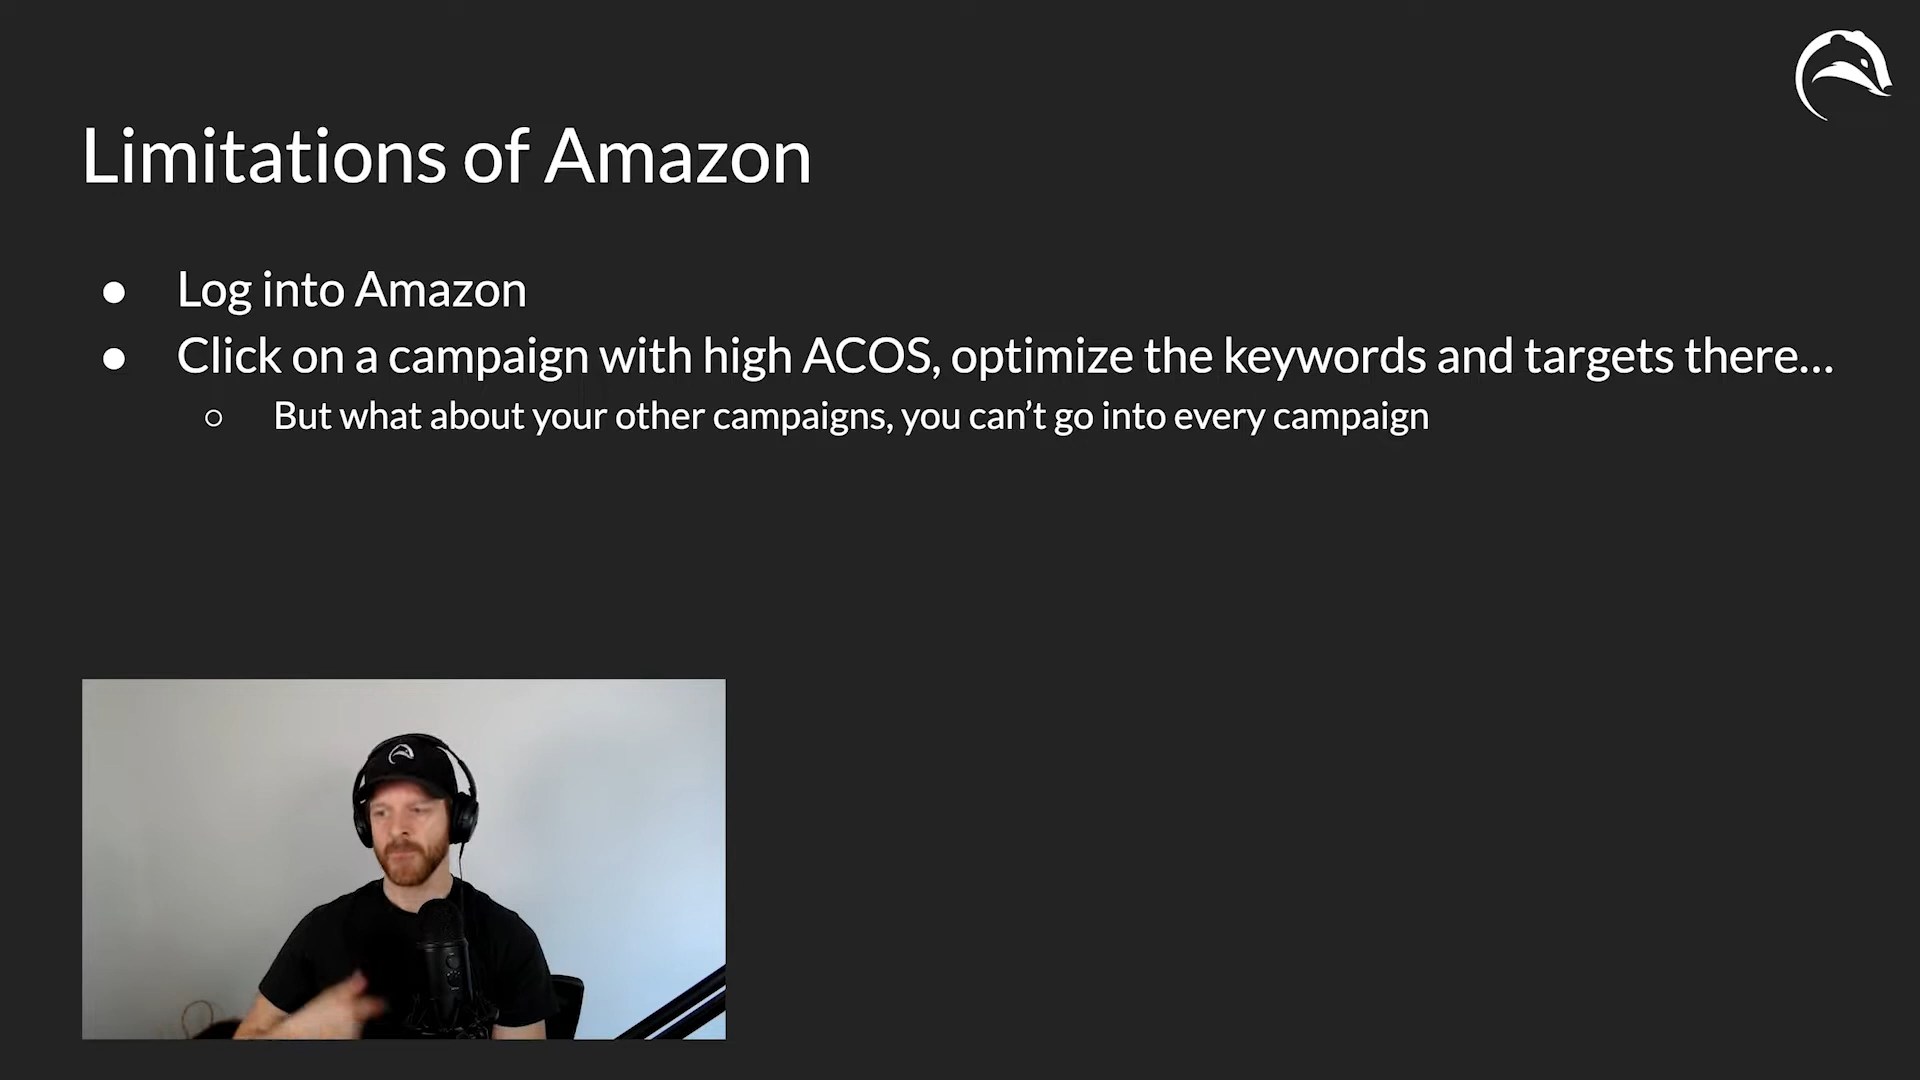 Limitations of Amazon
● Log into Amazon
● Click on a campaign with high ACOS, optimize the keywords and targets there...
○ But what about your other campaigns, you can’t go into every campaign